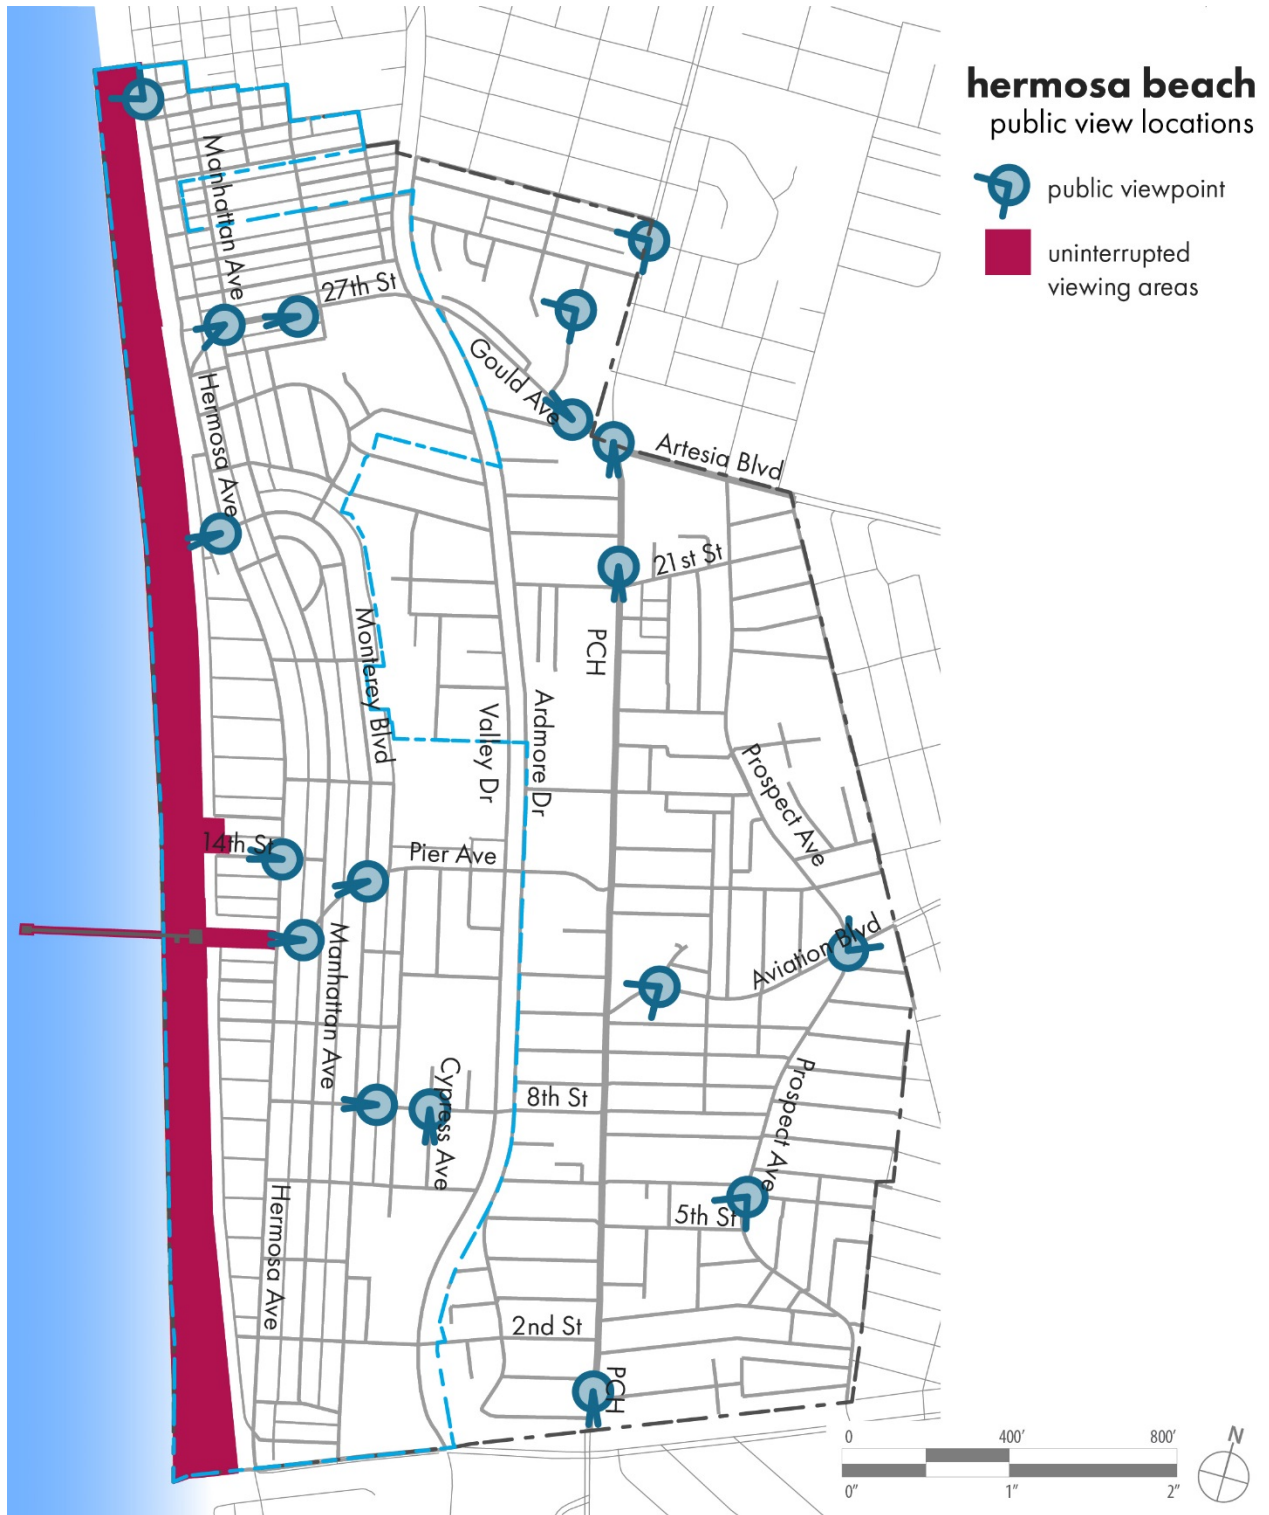 hermosa beach
public view locations
public viewpoint
uninterrupted
viewing areas
Manhattan Ave
27th St
Gould Ave
Hermosa Ave
Artesia Blvd
21st St
PCH
Monterey Blvd
Valley Dr
Ardmore Dr
Prospect Ave
14th St
Pier Ave
Manhattan Ave
Aviation Blvd
Cypress Ave
8th St
Prospect Ave
5th St
Hermosa Ave
2nd St
PCH
0 400' 800'
0" 1" 2"
N